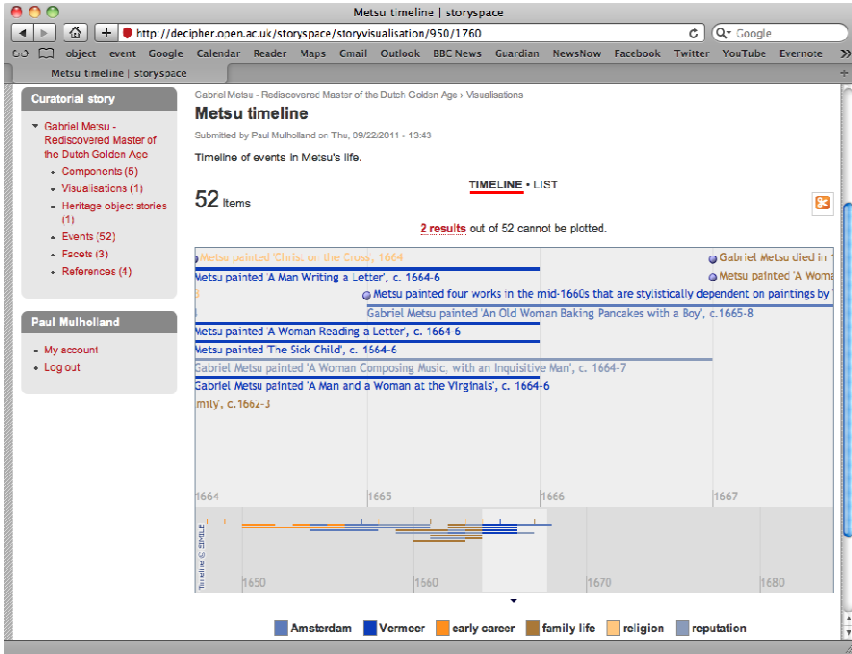 Metsu timeline | storyspace
http://decipher.open.ac.uk/storyspace/storyvisualisation/950/1760
Google
object event Google Calendar Reader Maps Gmail Outlook BBC News Guardian NewsNow Facebook Twitter YouTube Evernote
Metsu timeline | storyspace
Curatorial story
Gabriel Metsu -
Rediscovered Master of
the Dutch Golden Age
Components (6)
Visualisations (1)
Heritage object stories
(1)
Events (52)
Facets (3)
References (4)
Paul Mulholland
My account
Log out
Gabriel Metsu - Rediscovered Master of the Dutch Golden Age › Visualisations
Metsu timeline
Submitted by Paul Mulholland on Thu, 09/22/2011 - 13:43
Timeline of events in Metsu's life.
TIMELINE • LIST
52 Items
2 results out of 52 cannot be plotted.
Metsu painted 'Christ on the Cross', 1664
Gabriel Metsu died in
Metsu painted 'A Man Writing a Letter', c. 1664-6
Metsu painted 'A Woma
Metsu painted four works in the mid-1660s that are stylistically dependent on paintings by
Gabriel Metsu painted 'An Old Woman Baking Pancakes with a Boy', c.1665-8
Metsu painted 'A Woman Reading a Letter', c. 1664-6
Metsu painted 'The Sick Child', c. 1664-6
Gabriel Metsu painted 'A Woman Composing Music, with an Inquisitive Man', c. 1664-7
Gabriel Metsu painted 'A Man and a Woman at the Virginals', c. 1664-6
mily', c.1662-3
1664 1665 1666 1667
Timeline © SIMILE
1650 1660 1670 1680
Amsterdam Vermeer early career family life religion reputation